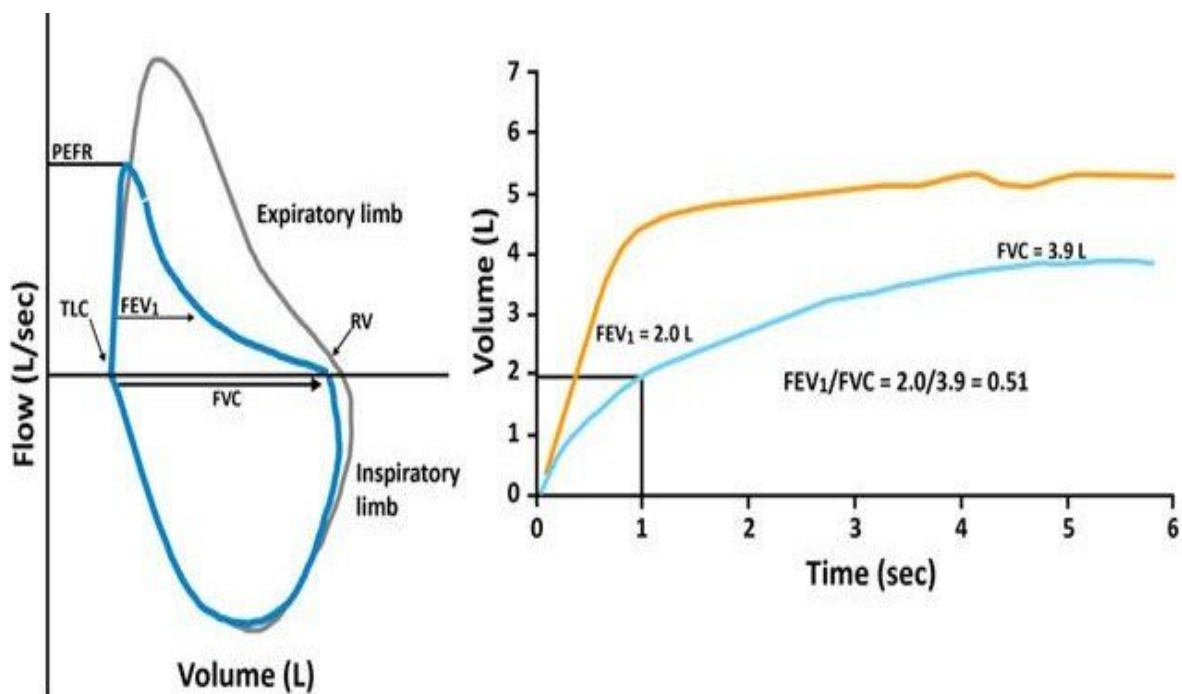 PEFR
Expiratory limb
FEV₁
TLC
RV
FVC
Inspiratory
limb
Flow (L/sec)
Volume (L)
7
6
5
4
3
2
1
0
Volume (L)
FVC = 3.9 L
FEV₁ = 2.0 L
FEV₁/FVC = 2.0/3.9 = 0.51
0 1 2 3 4 5 6
Time (sec)